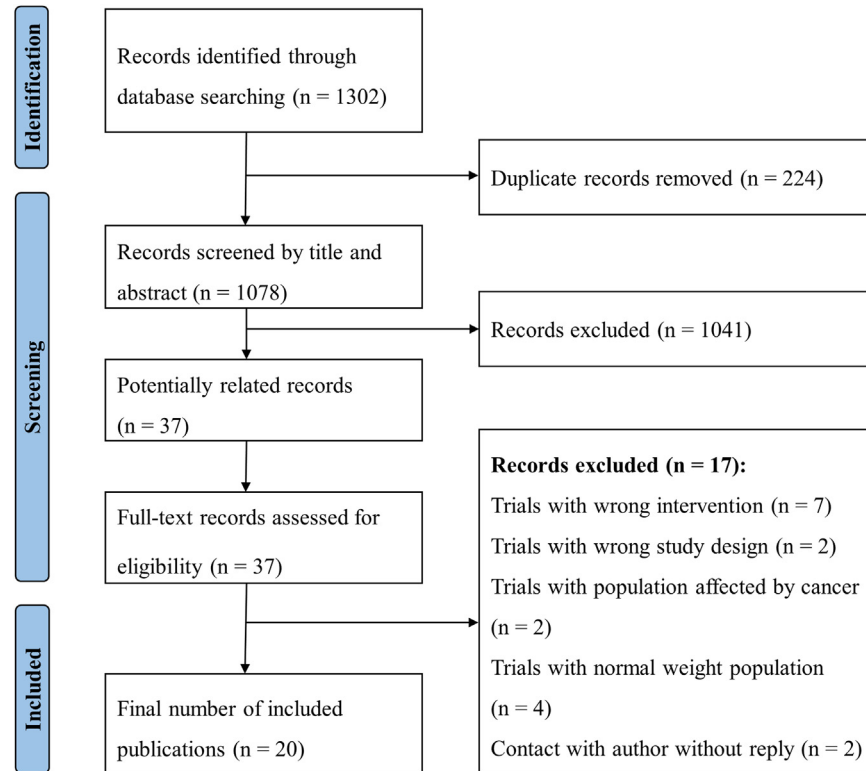 Identification
Records identified through
database searching (n = 1302)
Duplicate records removed (n = 224)
Screening
Records screened by title and
abstract (n = 1078)
Records excluded (n = 1041)
Potentially related records
(n = 37)
Full-text records assessed for
eligibility (n = 37)
Records excluded (n = 17):
Trials with wrong intervention (n = 7)
Trials with wrong study design (n = 2)
Trials with population affected by cancer
(n = 2)
Trials with normal weight population
(n = 4)
Contact with author without reply (n = 2)
Included
Final number of included
publications (n = 20)